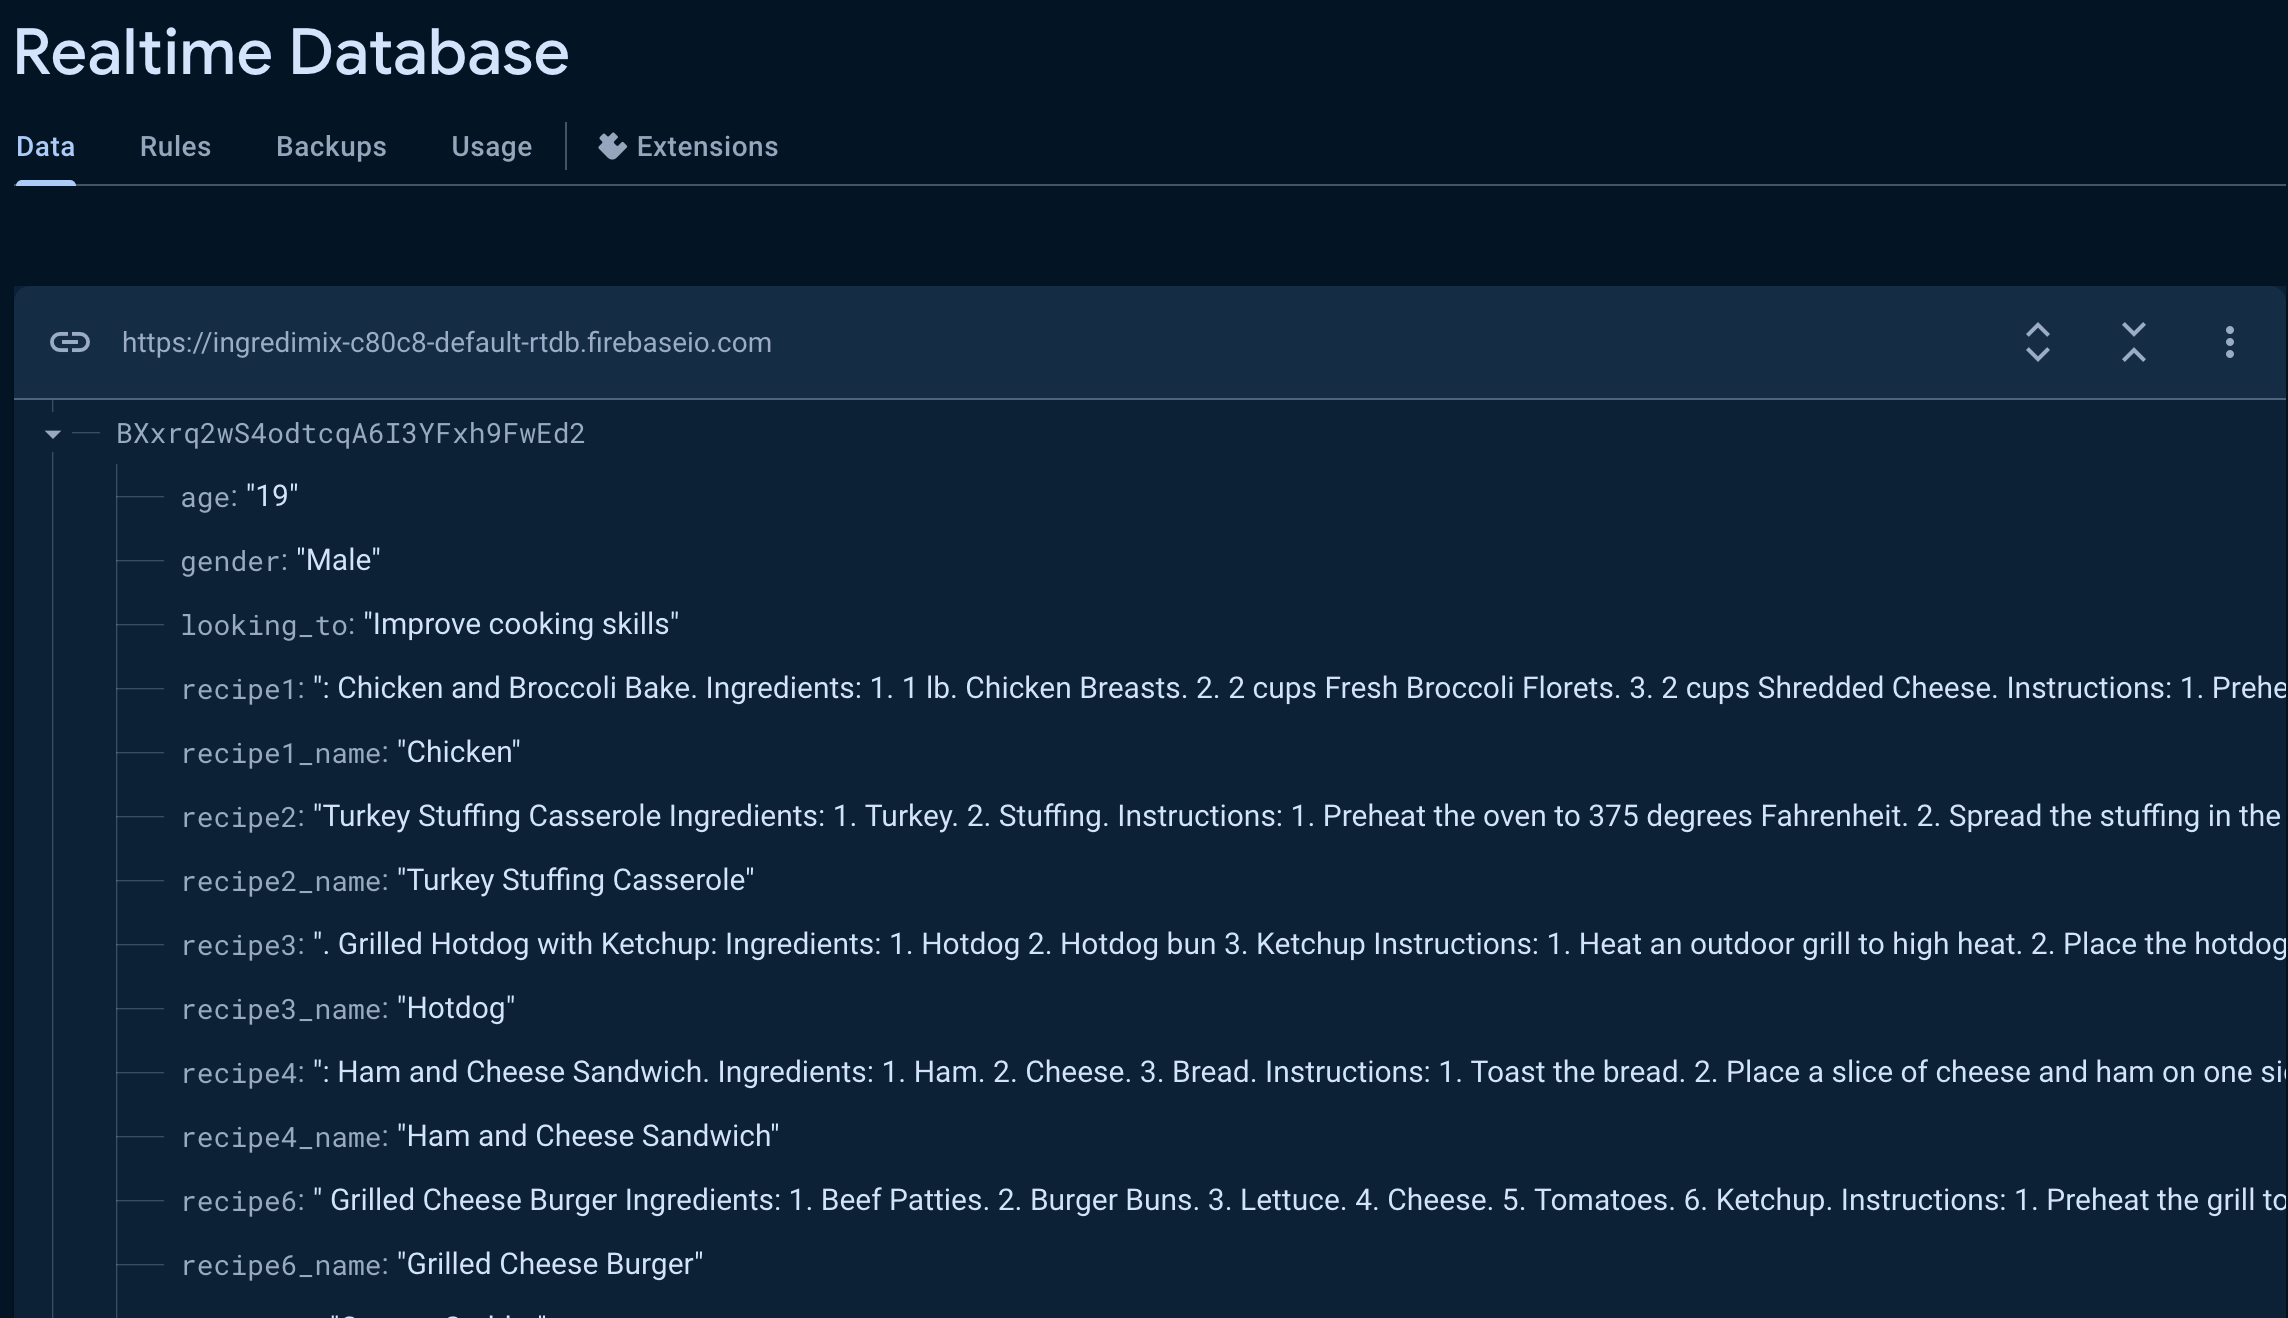 Realtime Database
Data Rules Backups Usage Extensions
https://ingredimix-c80c8-default-rtdb.firebaseio.com
BXxrq2wS4odtcqA6I3YFxh9FwEd2
age: "19"
gender: "Male"
looking_to: "Improve cooking skills"
recipe1: ": Chicken and Broccoli Bake. Ingredients: 1. 1 lb. Chicken Breasts. 2. 2 cups Fresh Broccoli Florets. 3. 2 cups Shredded Cheese. Instructions: 1. Prehe
recipe1_name: "Chicken"
recipe2: "Turkey Stuffing Casserole Ingredients: 1. Turkey. 2. Stuffing. Instructions: 1. Preheat the oven to 375 degrees Fahrenheit. 2. Spread the stuffing in the
recipe2_name: "Turkey Stuffing Casserole"
recipe3: ". Grilled Hotdog with Ketchup: Ingredients: 1. Hotdog 2. Hotdog bun 3. Ketchup Instructions: 1. Heat an outdoor grill to high heat. 2. Place the hotdog
recipe3_name: "Hotdog"
recipe4: ": Ham and Cheese Sandwich. Ingredients: 1. Ham. 2. Cheese. 3. Bread. Instructions: 1. Toast the bread. 2. Place a slice of cheese and ham on one si
recipe4_name: "Ham and Cheese Sandwich"
recipe6: " Grilled Cheese Burger Ingredients: 1. Beef Patties. 2. Burger Buns. 3. Lettuce. 4. Cheese. 5. Tomatoes. 6. Ketchup. Instructions: 1. Preheat the grill to
recipe6_name: "Grilled Cheese Burger"